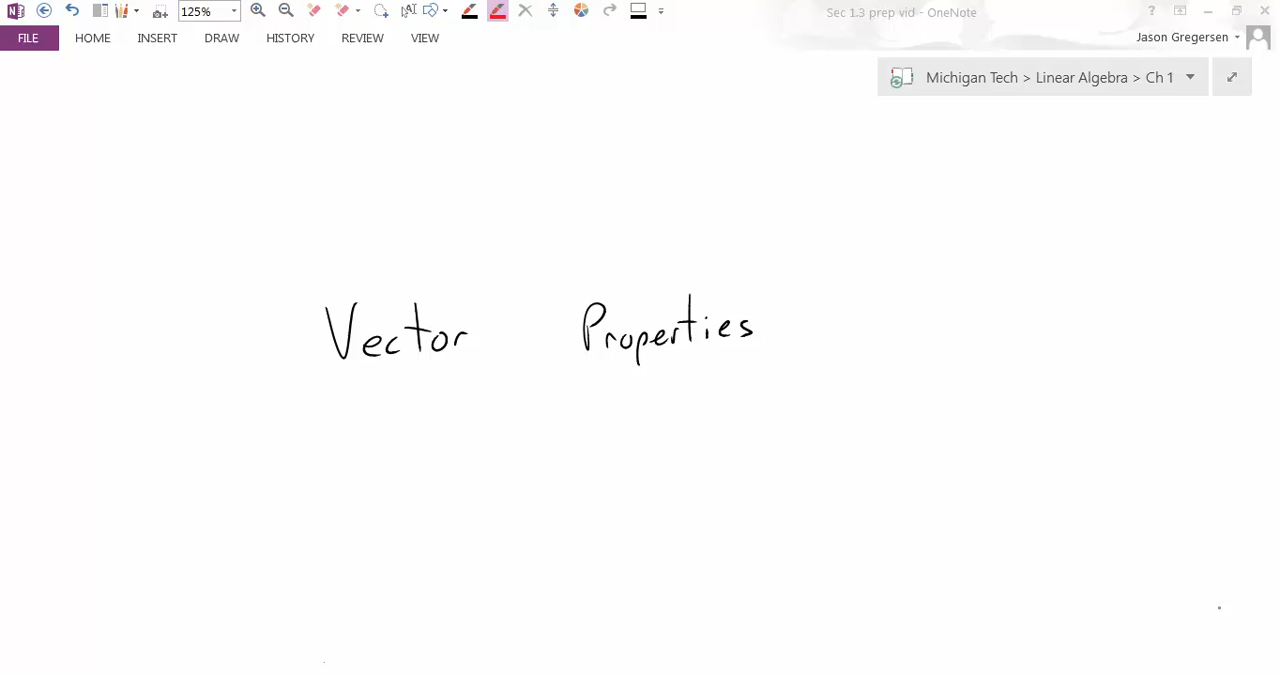 125%
Sec 1.3 prep vid - OneNote
?
FILE HOME INSERT DRAW HISTORY REVIEW VIEW
Jason Gregersen
Michigan Tech > Linear Algebra > Ch 1
Vector Properties